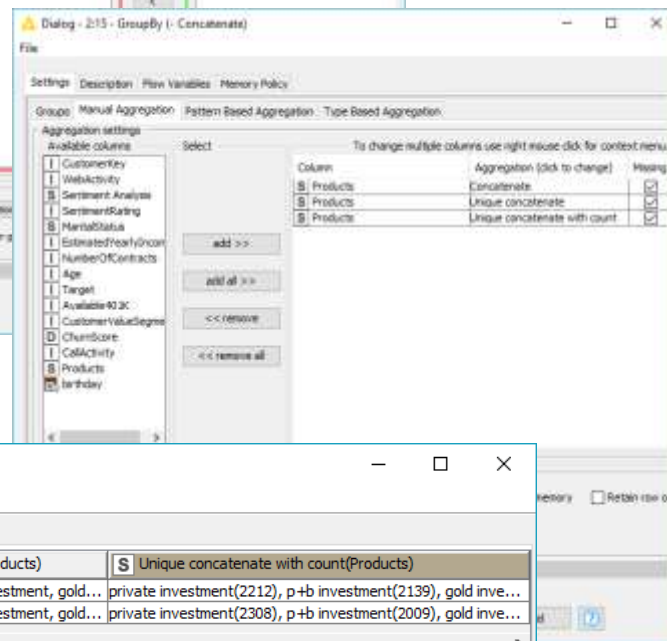 Dialog - 2:15 - GroupBy (- Concatenate)
File
Settings Description Flow Variables Memory Policy
Groups Manual Aggregation Pattern Based Aggregation Type Based Aggregation
Aggregation settings
Available columns Select To change multiple columns use right mouse click for context menu
Column Aggregation (click to change) Missing
I CustomerKey
I WebActivity
S Sentiment Analysis
I SentimentRating
S MaritalStatus
I EstimatedYearlyIncom
I NumberOfContracts
I Age
I Target
I Available401K
I CustomerValueSegme
D ChurnScore
I CallActivity
S Products
birthday
add >>
add all >>
<< remove
<< remove all
S Products Concatenate
S Products Unique concatenate
S Products Unique concatenate with count
memory Retain row o
ducts) S Unique concatenate with count(Products)
estment, gold... private investment(2212), p+b investment(2139), gold inve...
estment, gold... private investment(2308), p+b investment(2009), gold inve...